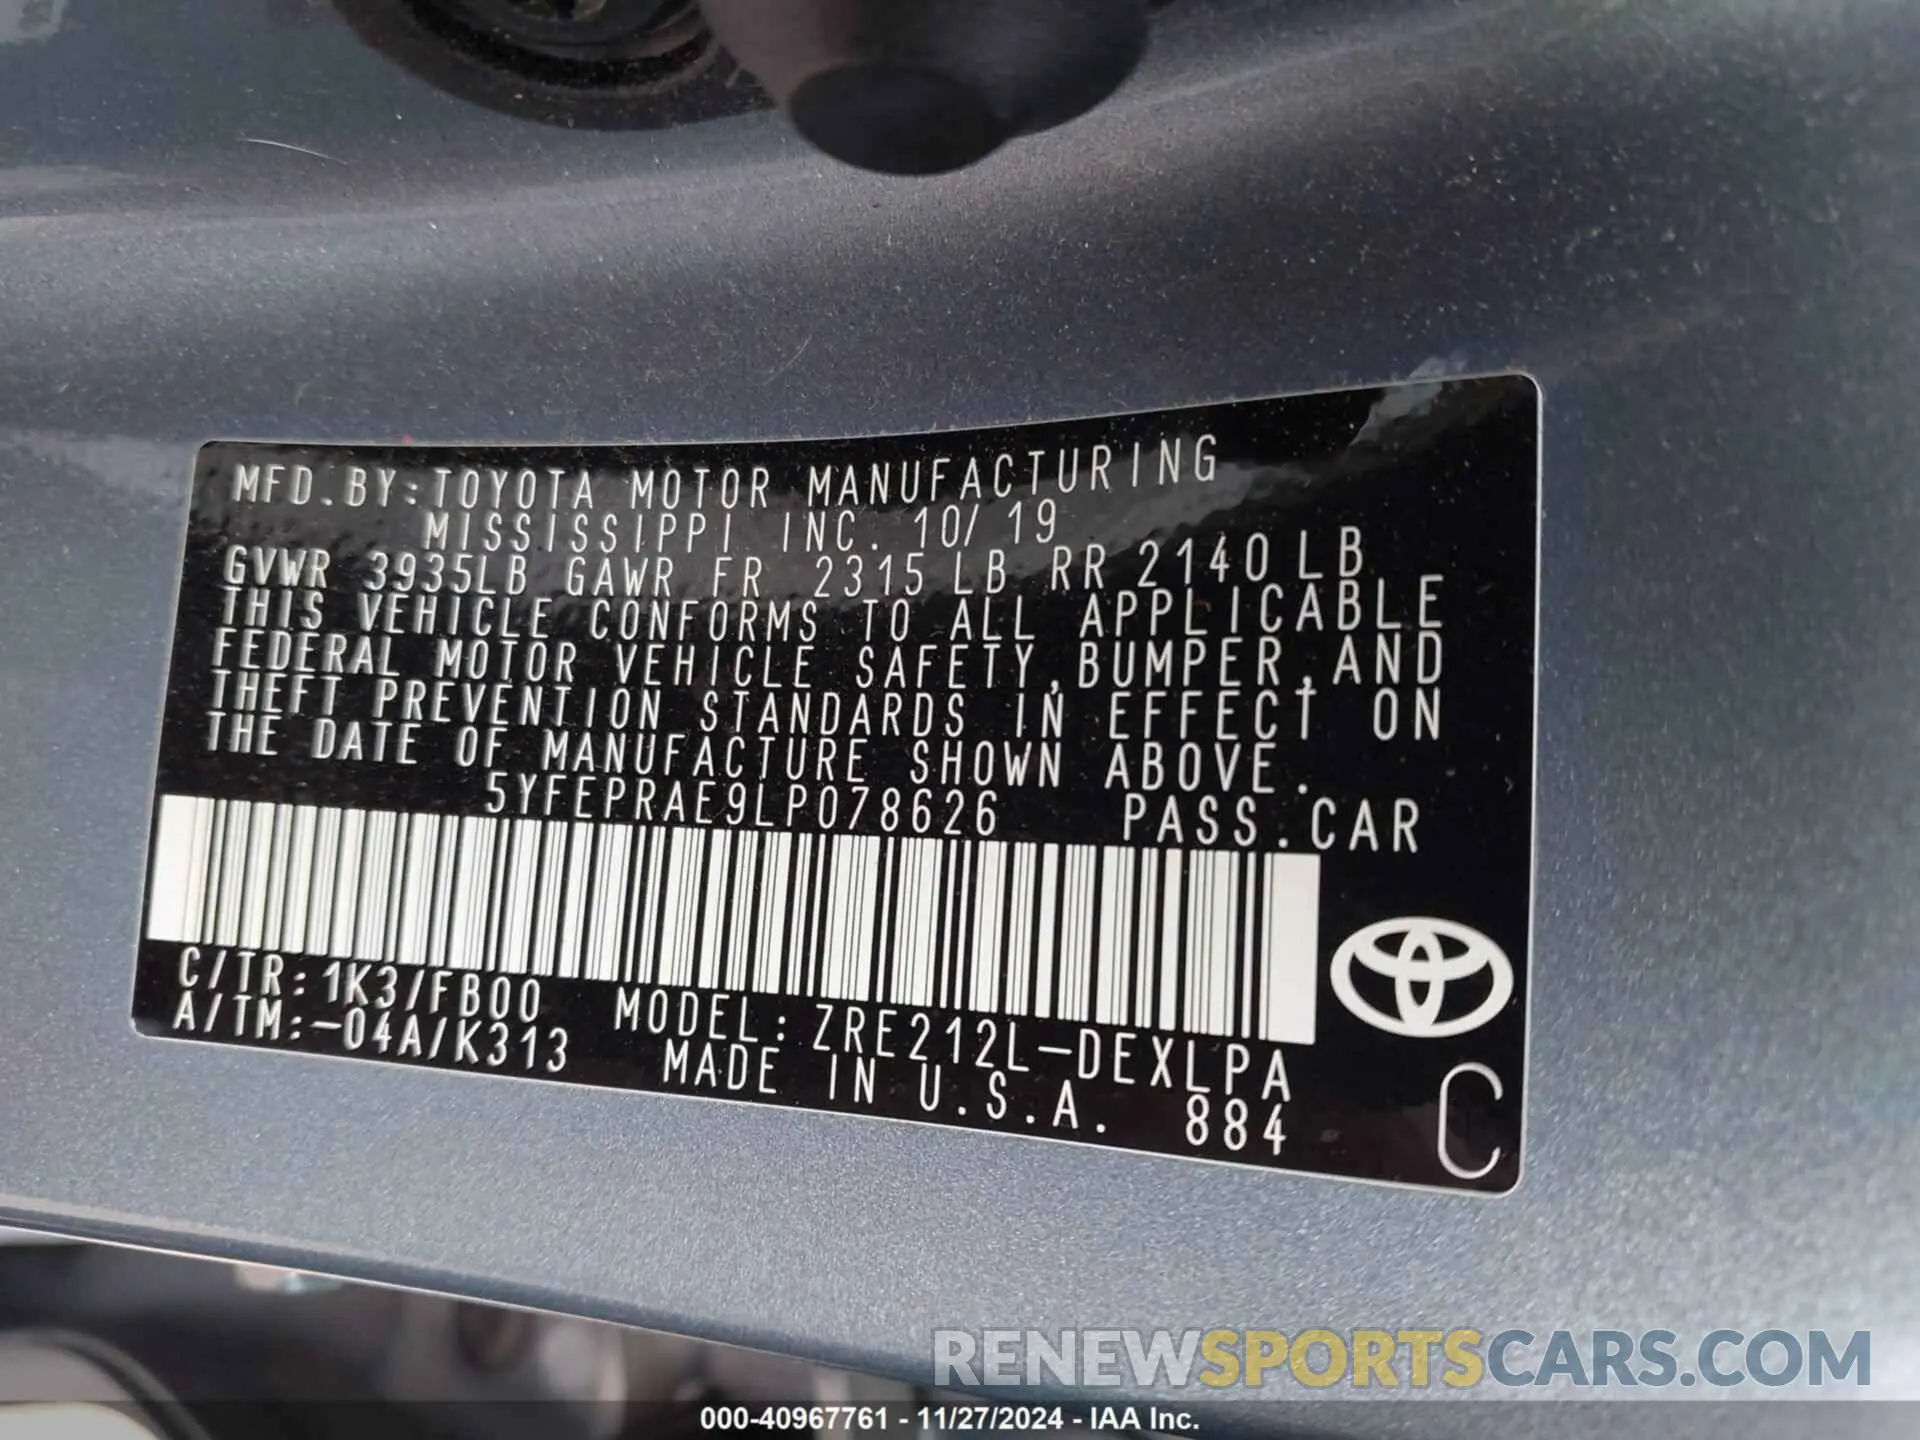 MFD.BY:TOYOTA MOTOR MANUFACTURING
MISSISSIPPI INC. 10/ 19
GVWR 3935LB GAWR FR 2315 LB RR 2140 LB
THIS VEHICLE CONFORMS TO ALL APPLICABLE
FEDERAL MOTOR VEHICLE SAFETY,BUMPER,AND
THEFT PREVENTION STANDARDS IN EFFECT ON
THE DATE OF MANUFACTURE SHOWN ABOVE.
5YFEPRAE9LP078626 PASS.CAR
C/TR:1K3/FB00 MODEL:ZRE212L-DEXLPA
A/TM:-04A/K313 MADE IN U.S.A. 884
C
RENEWSPORTSCARS.COM
000-40967761 - 11/27/2024 - IAA Inc.